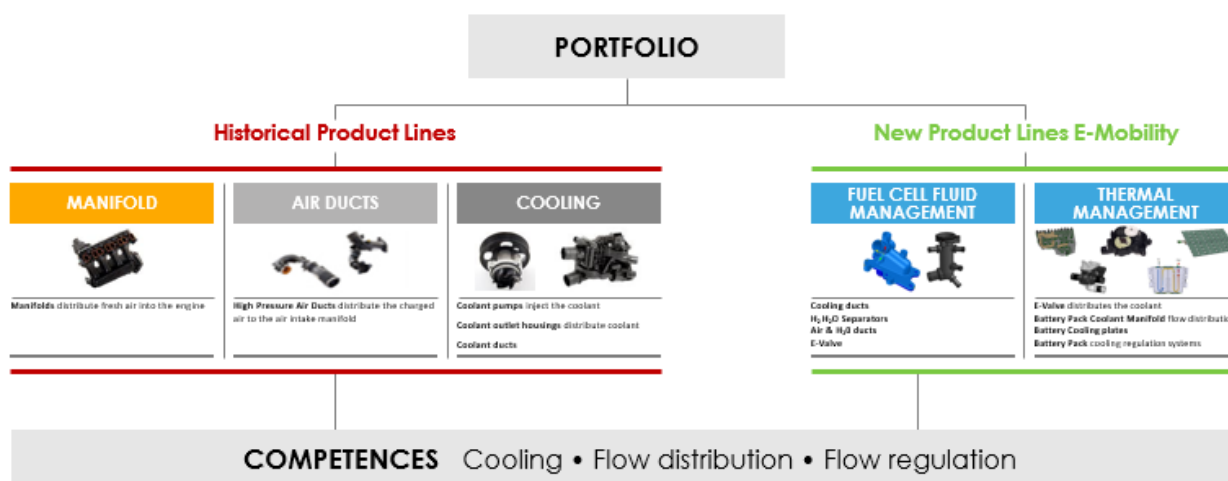 PORTFOLIO
Historical Product Lines
New Product Lines E-Mobility
MANIFOLD
AIR DUCTS
COOLING
FUEL CELL FLUID
MANAGEMENT
THERMAL
MANAGEMENT
Manifolds distribute fresh air into the engine
High Pressure Air Ducts distribute the charged
air to the air intake manifold
Coolant pumps inject the coolant
Coolant outlet housings distribute coolant
Coolant ducts
Cooling ducts
H₂H₂O Separators
Air & H₂0 ducts
E-Valve
E-Valve distributes the coolant
Battery Pack Coolant Manifold flow distributio
Battery Cooling plates
Battery Pack cooling regulation systems
COMPETENCES Cooling • Flow distribution • Flow regulation